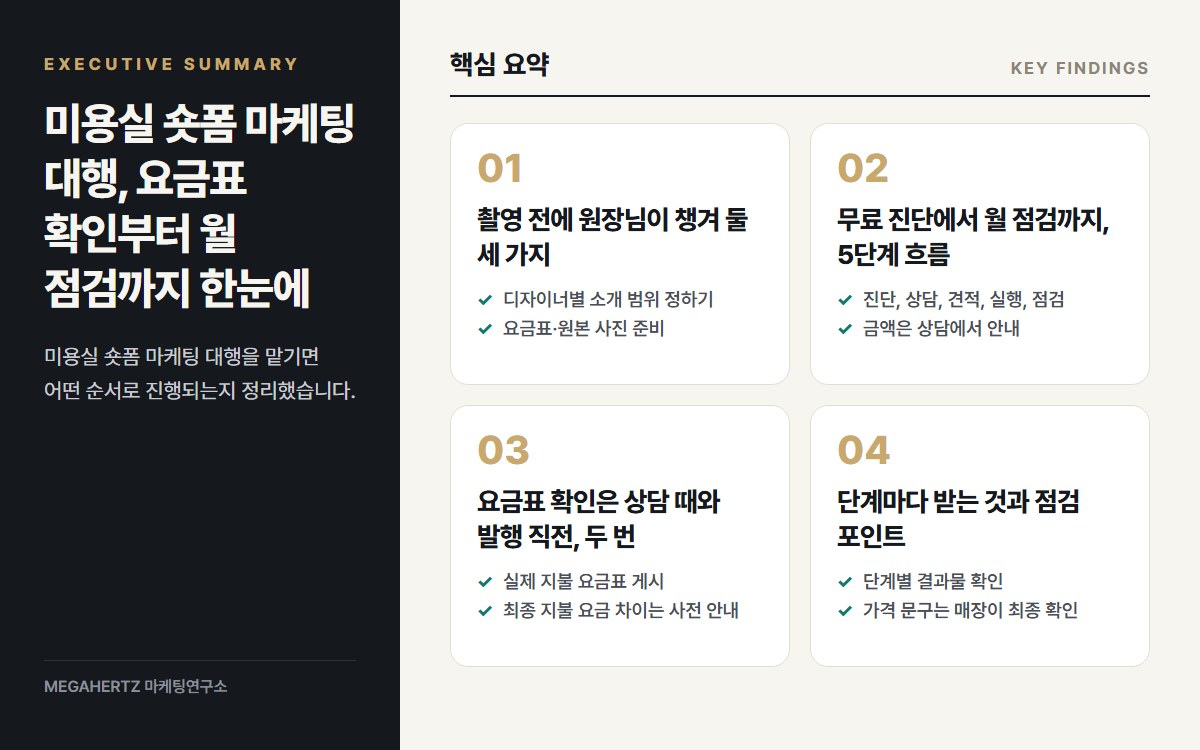 EXECUTIVE SUMMARY
미용실 숏폼 마케팅
대행, 요금표
확인부터 월
점검까지 한눈에
미용실 숏폼 마케팅 대행을 맡기면
어떤 순서로 진행되는지 정리했습니다.
MEGAHERTZ 마케팅연구소
핵심 요약
KEY FINDINGS
01
촬영 전에 원장님이 챙겨 둘
세 가지
✓ 디자이너별 소개 범위 정하기
✓ 요금표·원본 사진 준비
02
무료 진단에서 월 점검까지,
5단계 흐름
✓ 진단, 상담, 견적, 실행, 점검
✓ 금액은 상담에서 안내
03
요금표 확인은 상담 때와
발행 직전, 두 번
✓ 실제 지불 요금표 게시
✓ 최종 지불 요금 차이는 사전 안내
04
단계마다 받는 것과 점검
포인트
✓ 단계별 결과물 확인
✓ 가격 문구는 매장이 최종 확인